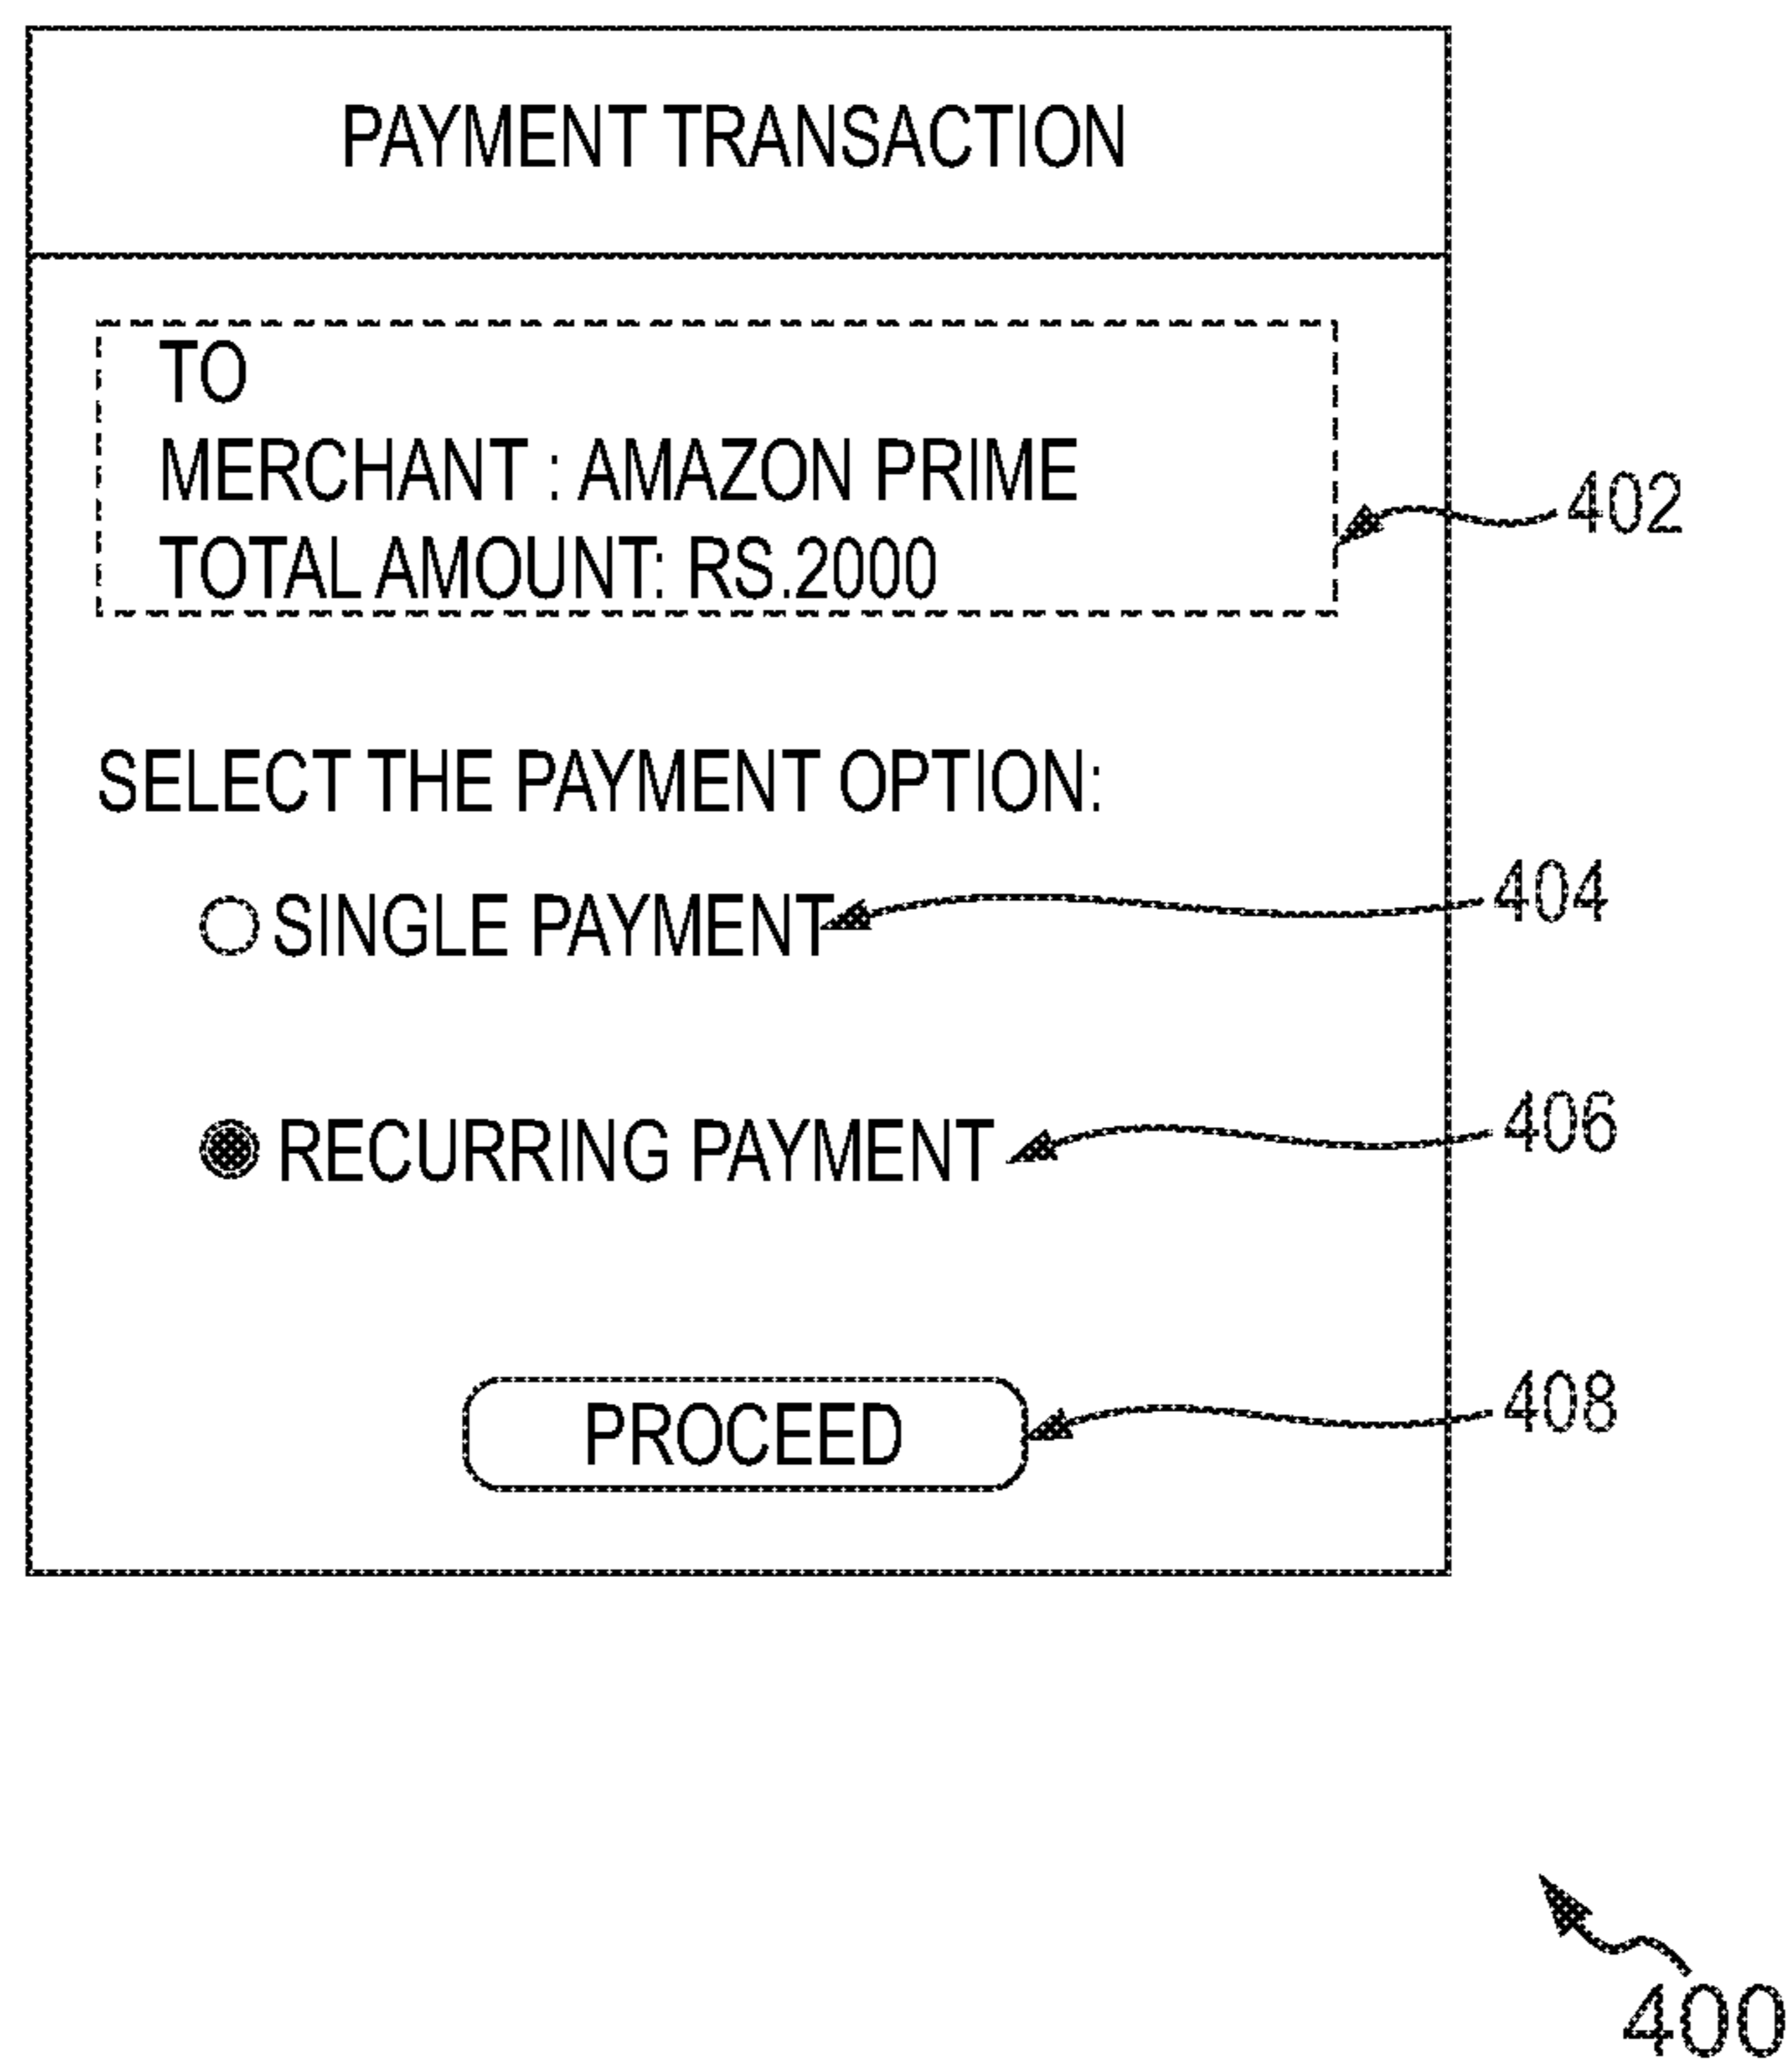 PAYMENT TRANSACTION
TO
MERCHANT : AMAZON PRIME
TOTAL AMOUNT: RS.2000
402
SELECT THE PAYMENT OPTION:
SINGLE PAYMENT
404
RECURRING PAYMENT
406
PROCEED
408
400